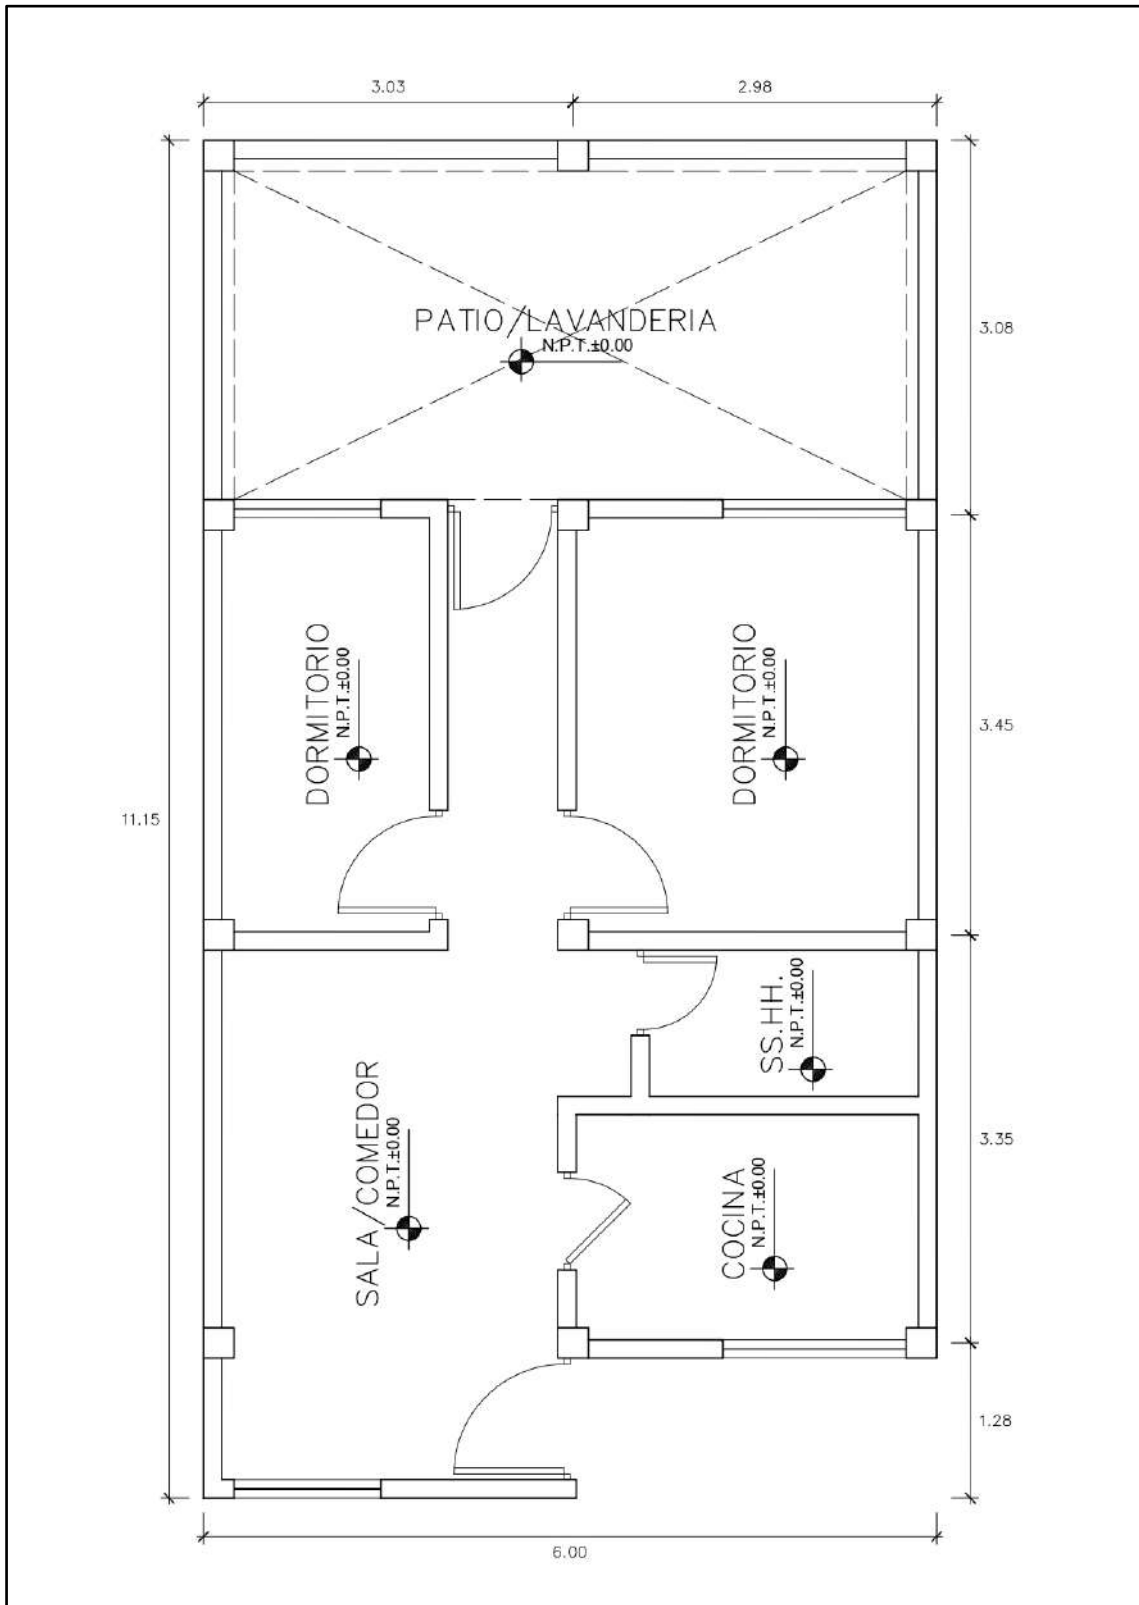 3.03
2.98
PATIO/LAVANDERIA
N.P.T.±0.00
3.08
DORMITORIO
N.P.T.±0.00
DORMITORIO
N.P.T.±0.00
3.45
11.15
SS.HH.
N.P.T.±0.00
SALA/COMEDOR
N.P.T.±0.00
COCINA
N.P.T.±0.00
3.35
1.28
6.00